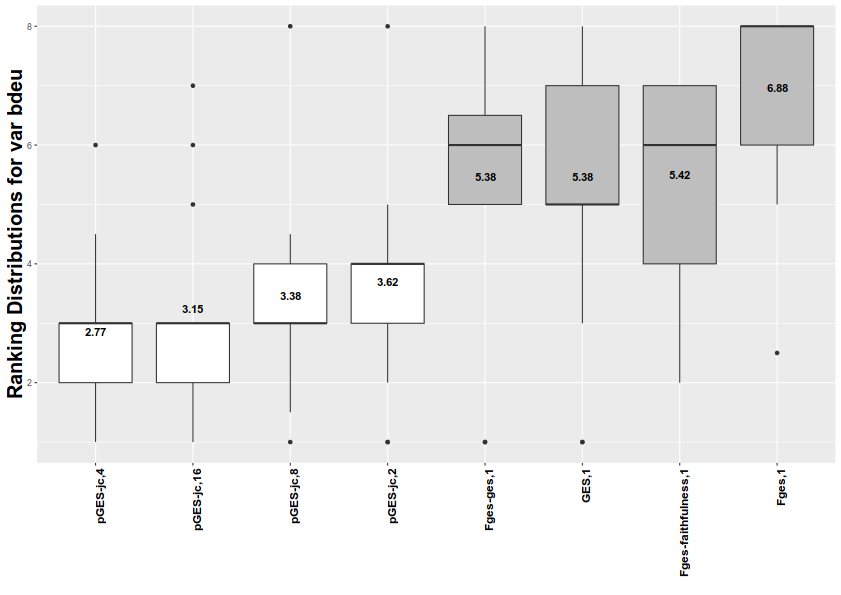 Ranking Distributions for var bdeu
8
6
4
2
2.77
3.15
3.38
3.62
5.38
5.38
5.42
6.88
pGES-jc,4
pGES-jc,16
pGES-jc,8
pGES-jc,2
Fges-ges,1
GES,1
Fges-faithfulness,1
Fges,1